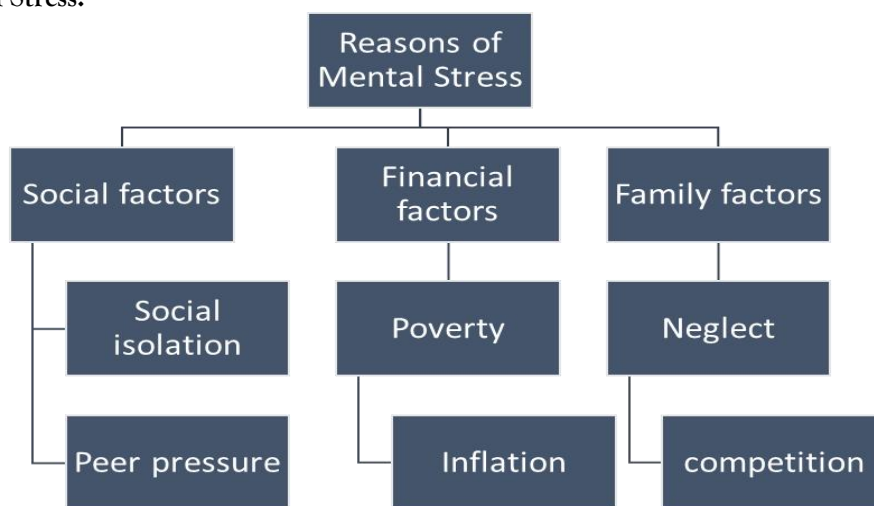 Stress.
Reasons of
Mental Stress
Social factors
Financial
factors
Family factors
Social
isolation
Poverty
Neglect
Peer pressure
Inflation
competition